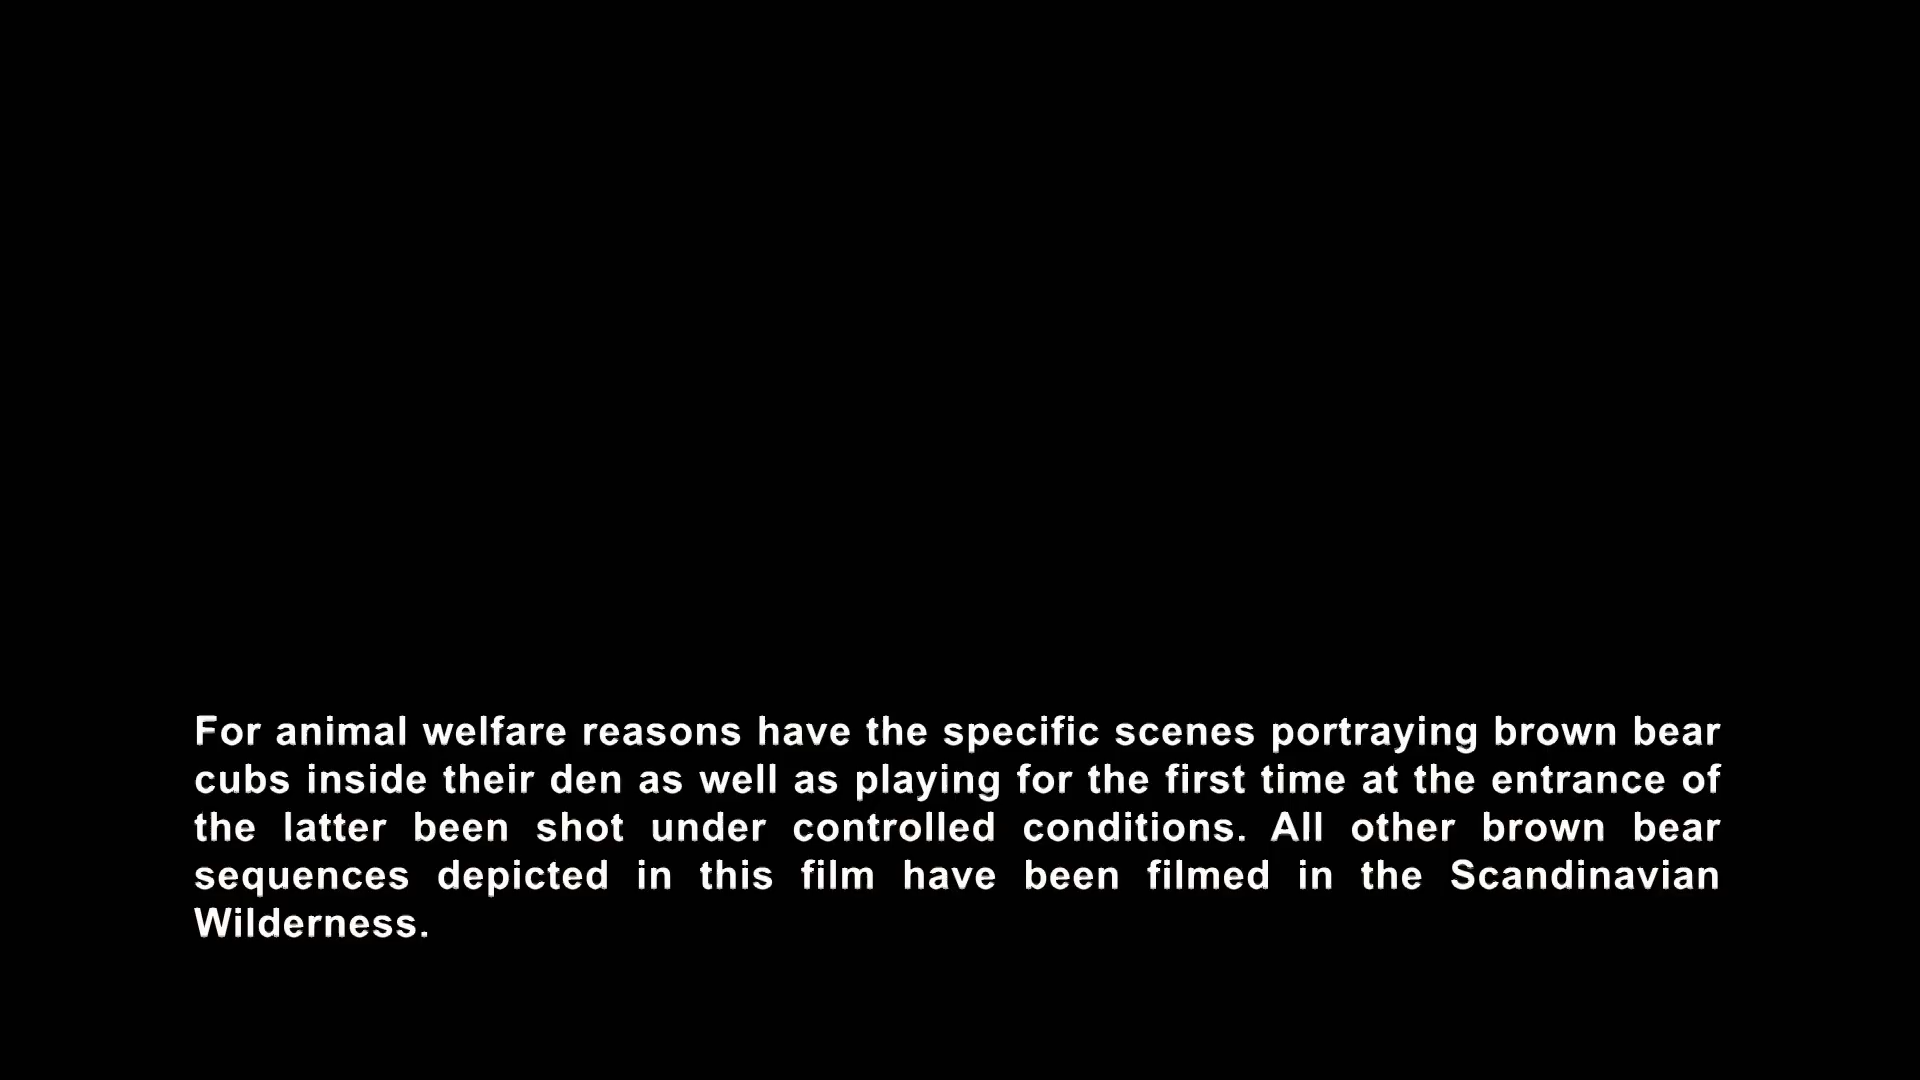 For animal welfare reasons have the specific scenes portraying brown bear
cubs inside their den as well as playing for the first time at the entrance of
the latter been shot under controlled conditions. All other brown bear
sequences depicted in this film have been filmed in the Scandinavian
Wilderness.